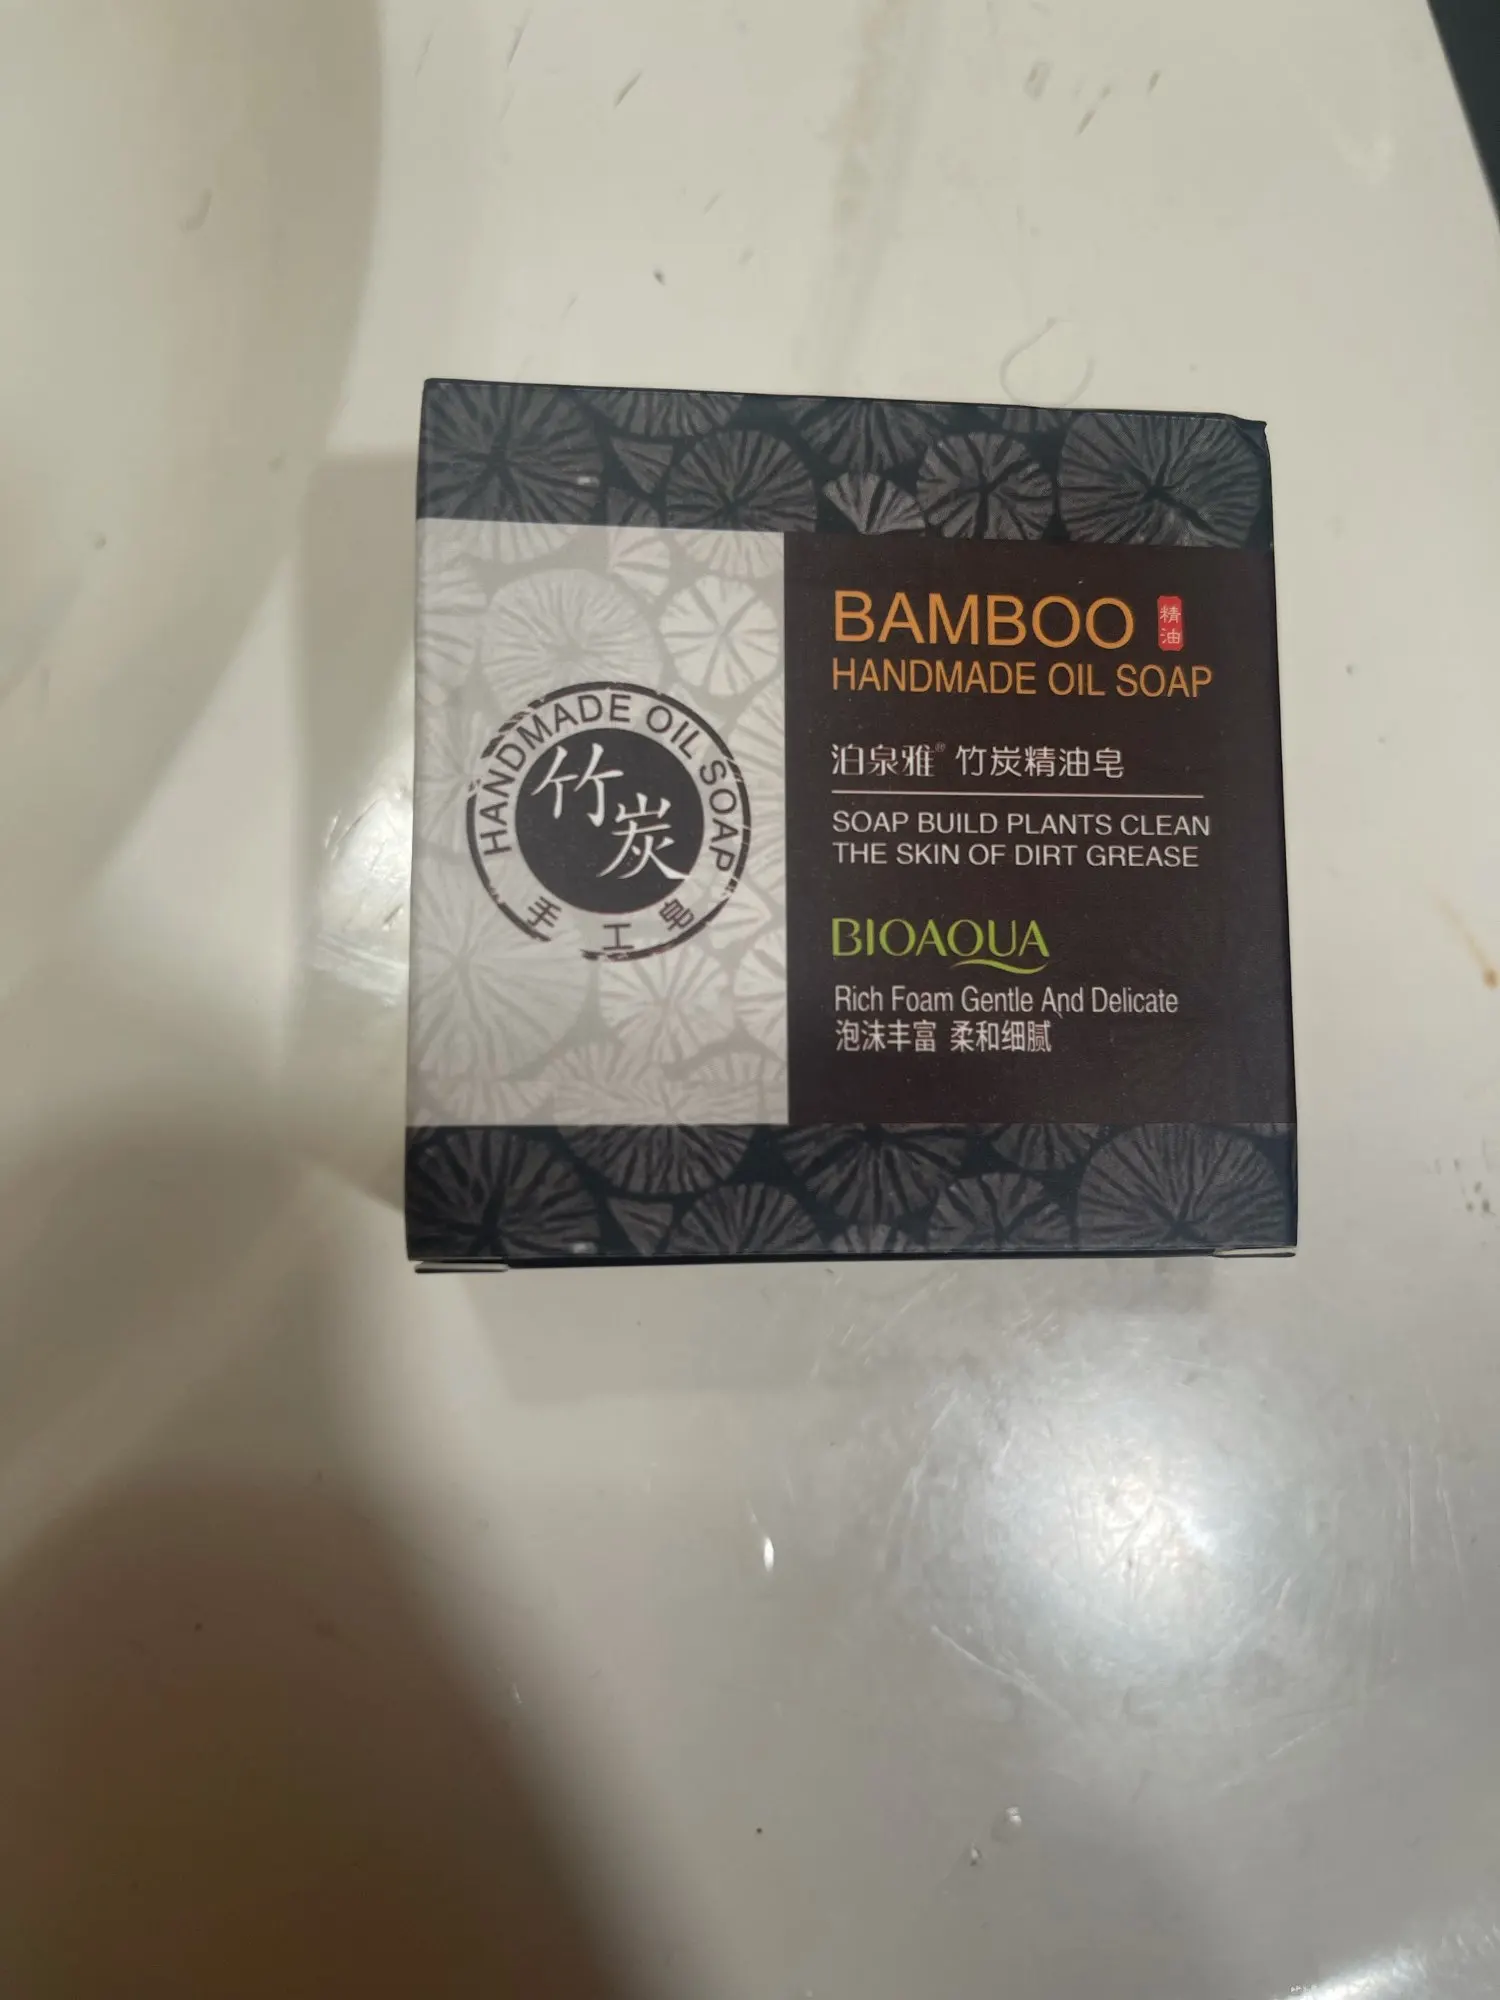 HANDMADE OIL SOAP
竹炭
手工皂
BAMBOO 精油
HANDMADE OIL SOAP
泊泉雅® 竹炭精油皂
SOAP BUILD PLANTS CLEAN
THE SKIN OF DIRT GREASE
BIOAQUA
Rich Foam Gentle And Delicate
泡沫丰富 柔和细腻